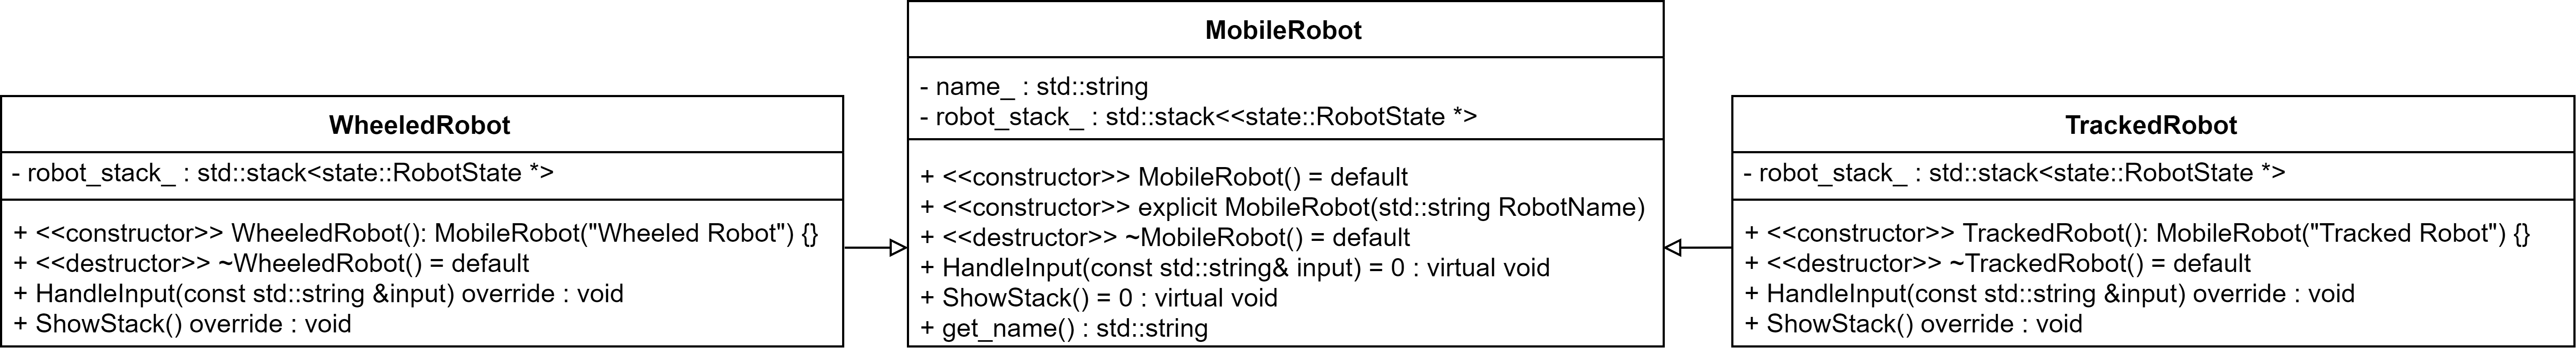 WheeledRobot
- robot_stack_ : std::stack<state::RobotState *>
+ <<constructor>> WheeledRobot(): MobileRobot("Wheeled Robot") {}
+ <<destructor>> ~WheeledRobot() = default
+ HandleInput(const std::string &input) override : void
+ ShowStack() override : void
MobileRobot
- name_ : std::string
- robot_stack_ : std::stack<<state::RobotState *>
+ <<constructor>> MobileRobot() = default
+ <<constructor>> explicit MobileRobot(std::string RobotName)
+ <<destructor>> ~MobileRobot() = default
+ HandleInput(const std::string& input) = 0 : virtual void
+ ShowStack() = 0 : virtual void
+ get_name() : std::string
TrackedRobot
- robot_stack_ : std::stack<state::RobotState *>
+ <<constructor>> TrackedRobot(): MobileRobot("Tracked Robot") {}
+ <<destructor>> ~TrackedRobot() = default
+ HandleInput(const std::string &input) override : void
+ ShowStack() override : void